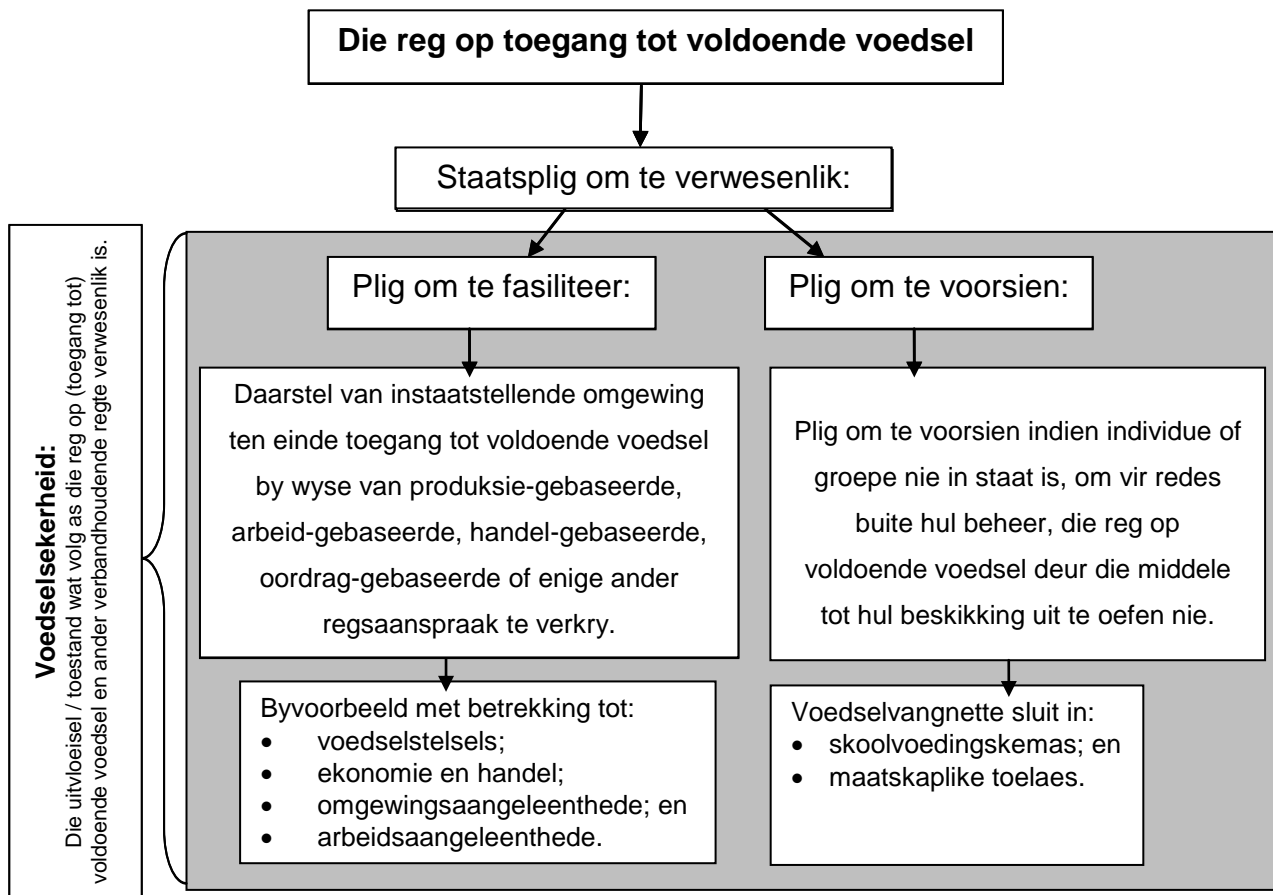 Die reg op toegang tot voldoende voedsel
Staatsplig om te verwesenlik:
Voedselsekerheid:
Die uitvloeisel / toestand wat volg as die reg op (toegang tot)
voldoende voedsel en ander verbandhoudende regte verwesenlik is.
Plig om te fasiliteer:
Daarstel van instaatstellende omgewing
ten einde toegang tot voldoende voedsel
by wyse van produksie-gebaseerde,
arbeid-gebaseerde, handel-gebaseerde,
oordrag-gebaseerde of enige ander
regsaanspraak te verkry.
Byvoorbeeld met betrekking tot:
• voedselstelsels;
• ekonomie en handel;
• omgewingsaangeleenthede; en
• arbeidsaangeleenthede.
Plig om te voorsien:
Plig om te voorsien indien individue of
groepe nie in staat is, om vir redes
buite hul beheer, die reg op
voldoende voedsel deur die middele
tot hul beskikking uit te oefen nie.
Voedselvangnette sluit in:
• skoolvoedingskemas; en
• maatskaplike toelaes.